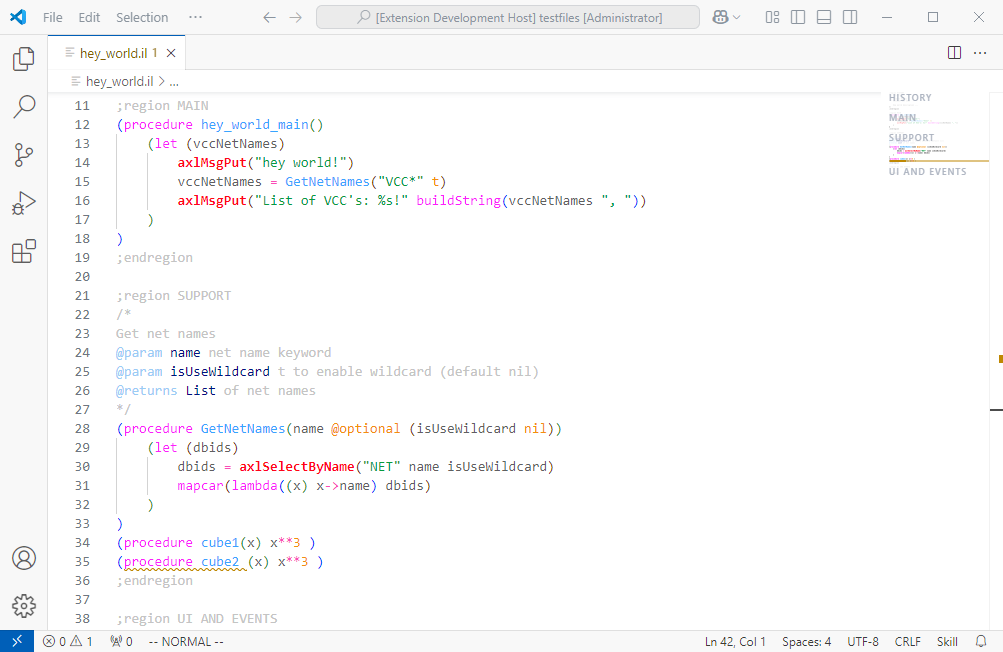 File Edit Selection ··· [Extension Development Host] testfiles [Administrator]
hey_world.il 1
hey_world.il > ...
11 ;region MAIN
12 (procedure hey_world_main()
13     (let (vccNetNames)
14         axlMsgPut("hey world!")
15         vccNetNames = GetNetNames("VCC*" t)
16         axlMsgPut("List of VCC's: %s!" buildString(vccNetNames ", "))
17     )
18 )
19 ;endregion
20
21 ;region SUPPORT
22 /*
23 Get net names
24 @param name net name keyword
25 @param isUseWildcard t to enable wildcard (default nil)
26 @returns List of net names
27 */
28 (procedure GetNetNames(name @optional (isUseWildcard nil))
29     (let (dbids)
30         dbids = axlSelectByName("NET" name isUseWildcard)
31         mapcar(lambda((x) x->name) dbids)
32     )
33 )
34 (procedure cube1(x) x**3 )
35 (procedure cube2 (x) x**3 )
36 ;endregion
37
38 ;region UI AND EVENTS
HISTORY
MAIN
SUPPORT
UI AND EVENTS
0 1 0 -- NORMAL -- Ln 42, Col 1 Spaces: 4 UTF-8 CRLF Skill